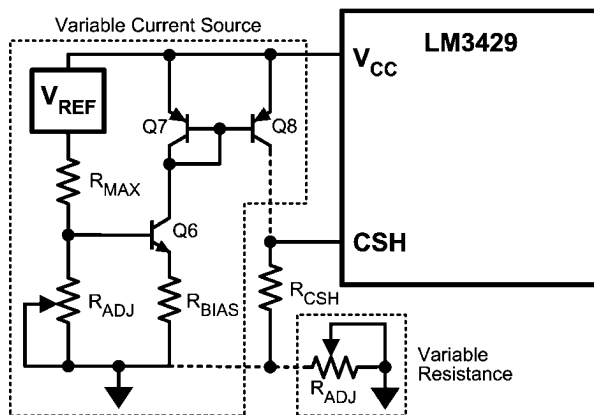 Variable Current Source
LM3429
VCC
VREF
Q7
Q8
RMAX
Q6
CSH
RCSH
RADJ
RBIAS
RADJ
Variable
Resistance